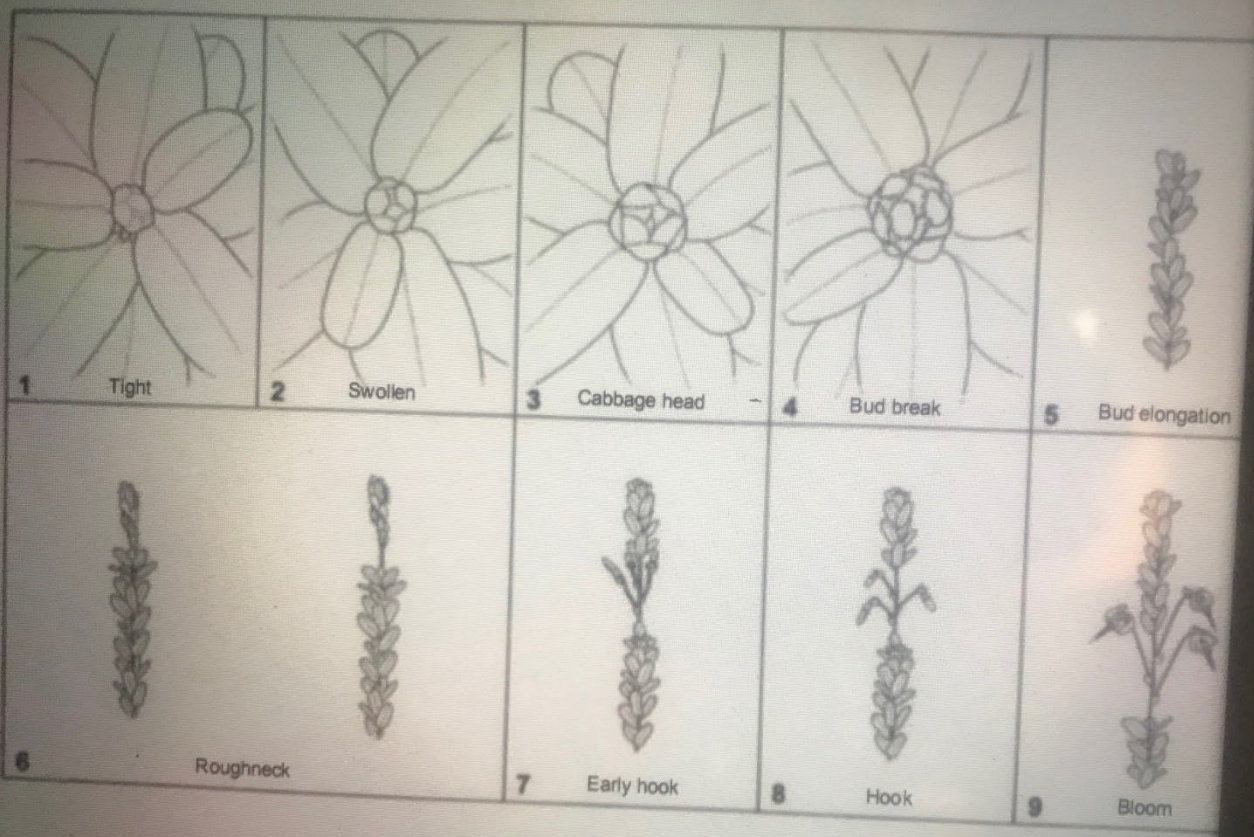 1 Tight
2 Swollen
3 Cabbage head
4 Bud break
5 Bud elongation
6 Roughneck
7 Early hook
8 Hook
9 Bloom